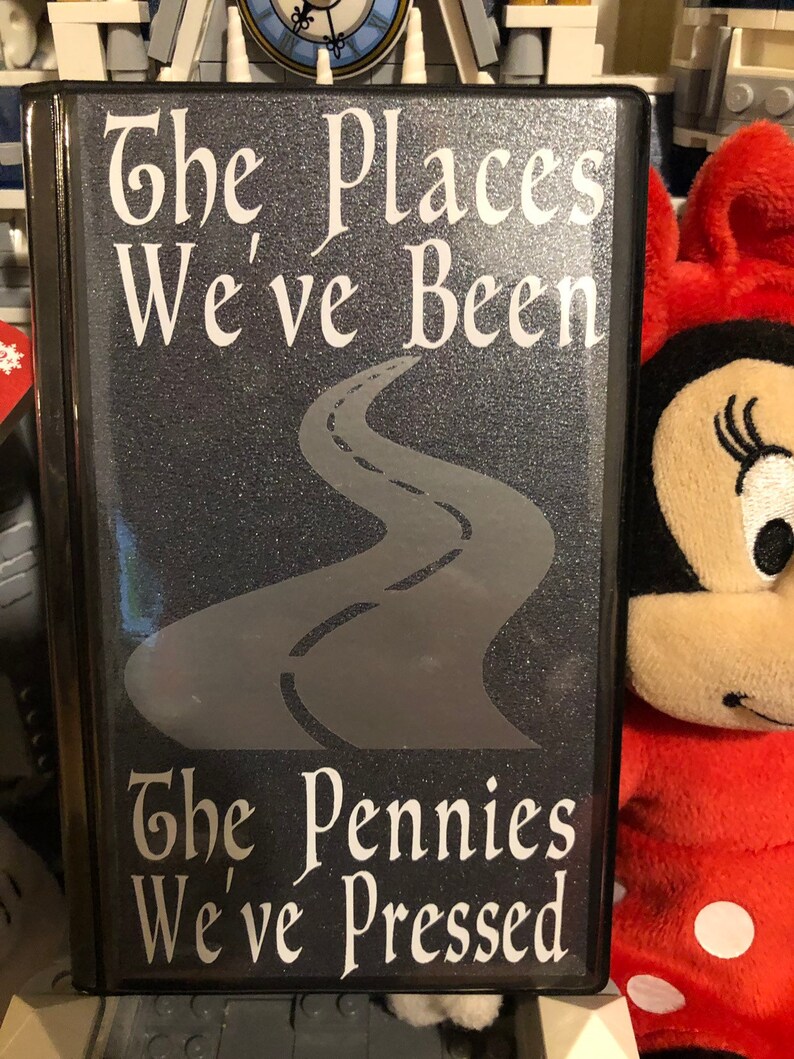 The Places
We've Been
The Pennies
We've Pressed